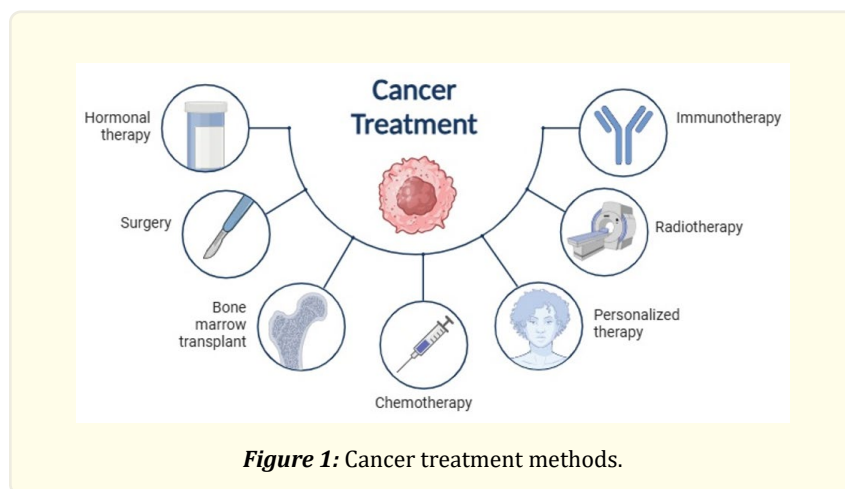 Cancer
Treatment
Hormonal
therapy
Surgery
Bone
marrow
transplant
Chemotherapy
Personalized
therapy
Radiotherapy
Immunotherapy
Figure 1: Cancer treatment methods.